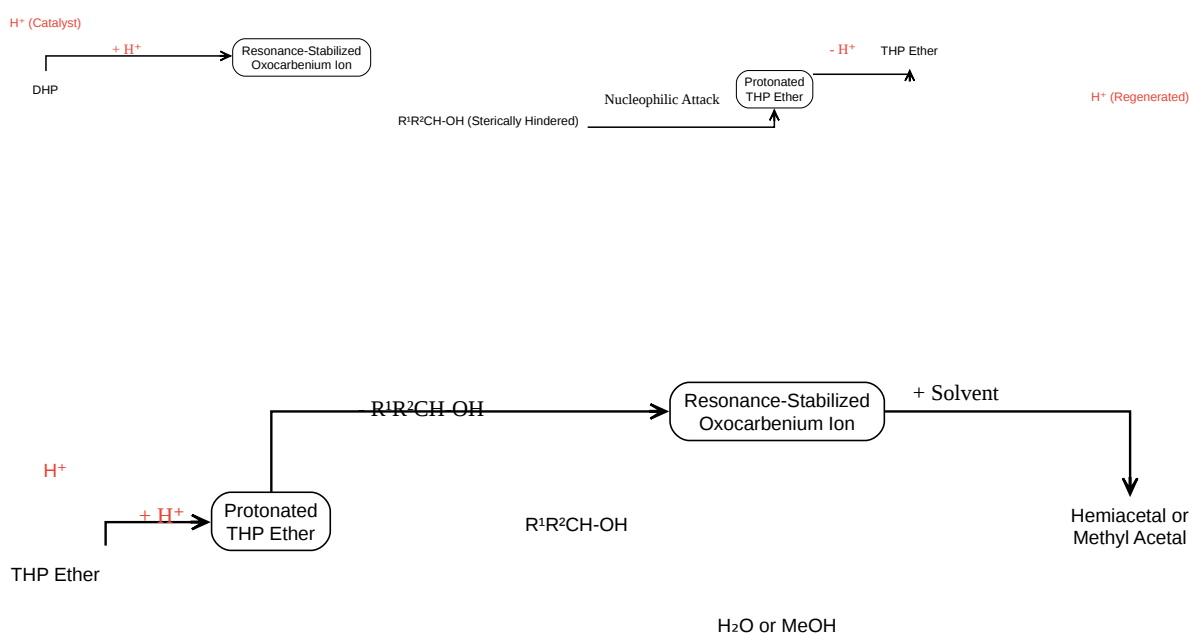 H⁺ (Catalyst)
+ H⁺
DHP
Resonance-Stabilized
Oxocarbenium Ion
R¹R²CH-OH (Sterically Hindered)
Nucleophilic Attack
Protonated
THP Ether
- H⁺
THP Ether
H⁺ (Regenerated)
H⁺
+ H⁺
THP Ether
Protonated
THP Ether
- R¹R²CH-OH
R¹R²CH-OH
Resonance-Stabilized
Oxocarbenium Ion
+ Solvent
H₂O or MeOH
Hemiacetal or
Methyl Acetal